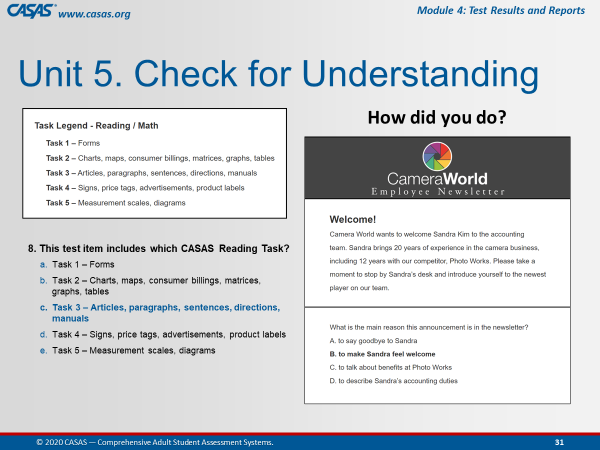 CASAS® www.casas.org
Module 4: Test Results and Reports
Unit 5. Check for Understanding
Task Legend - Reading / Math
Task 1 – Forms
Task 2 – Charts, maps, consumer billings, matrices, graphs, tables
Task 3 – Articles, paragraphs, sentences, directions, manuals
Task 4 – Signs, price tags, advertisements, product labels
Task 5 – Measurement scales, diagrams
8. This test item includes which CASAS Reading Task?
a. Task 1 – Forms
b. Task 2 – Charts, maps, consumer billings, matrices,
graphs, tables
c. Task 3 – Articles, paragraphs, sentences, directions,
manuals
d. Task 4 – Signs, price tags, advertisements, product labels
e. Task 5 – Measurement scales, diagrams
How did you do?
CameraWorld
Employee Newsletter
Welcome!
Camera World wants to welcome Sandra Kim to the accounting
team. Sandra brings 20 years of experience in the camera business,
including 12 years with our competitor, Photo Works. Please take a
moment to stop by Sandra's desk and introduce yourself to the newest
player on our team.
What is the main reason this announcement is in the newsletter?
A. to say goodbye to Sandra
B. to make Sandra feel welcome
C. to talk about benefits at Photo Works
D. to describe Sandra's accounting duties
© 2020 CASAS — Comprehensive Adult Student Assessment Systems.
31